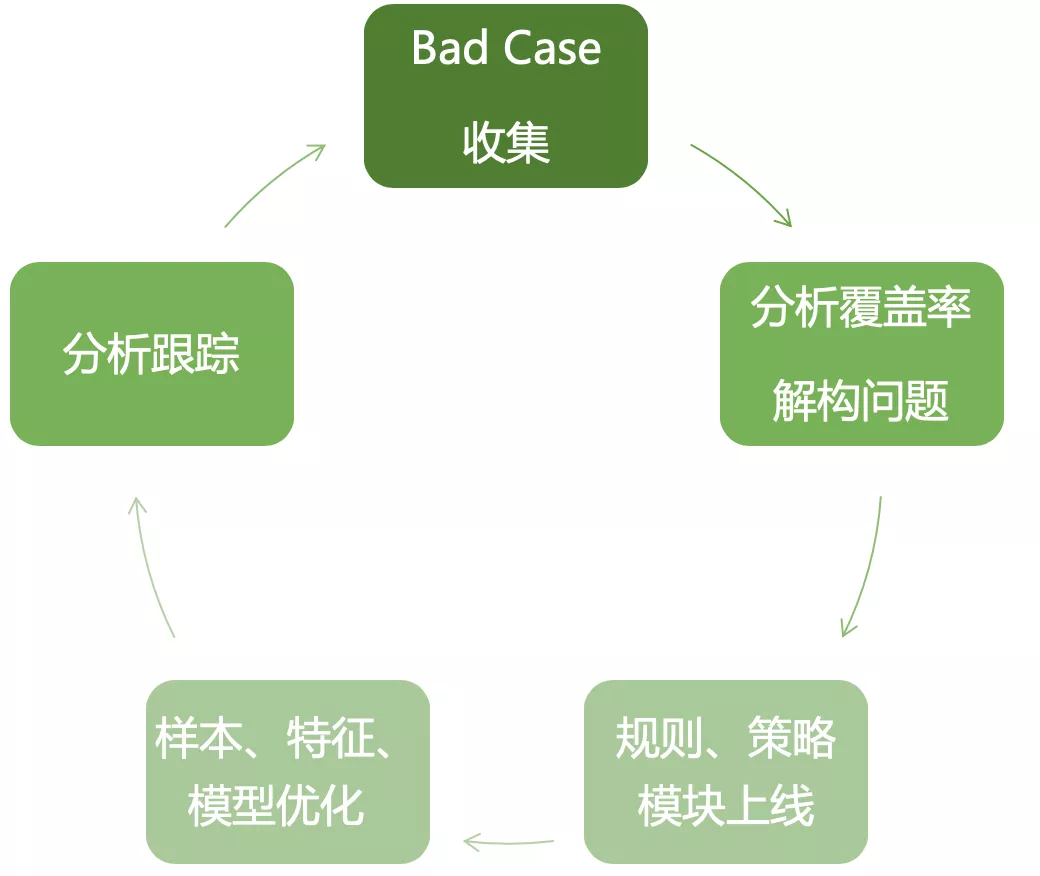 Bad Case
收集
分析覆盖率
解构问题
规则、策略
模块上线
样本、特征、
模型优化
分析跟踪